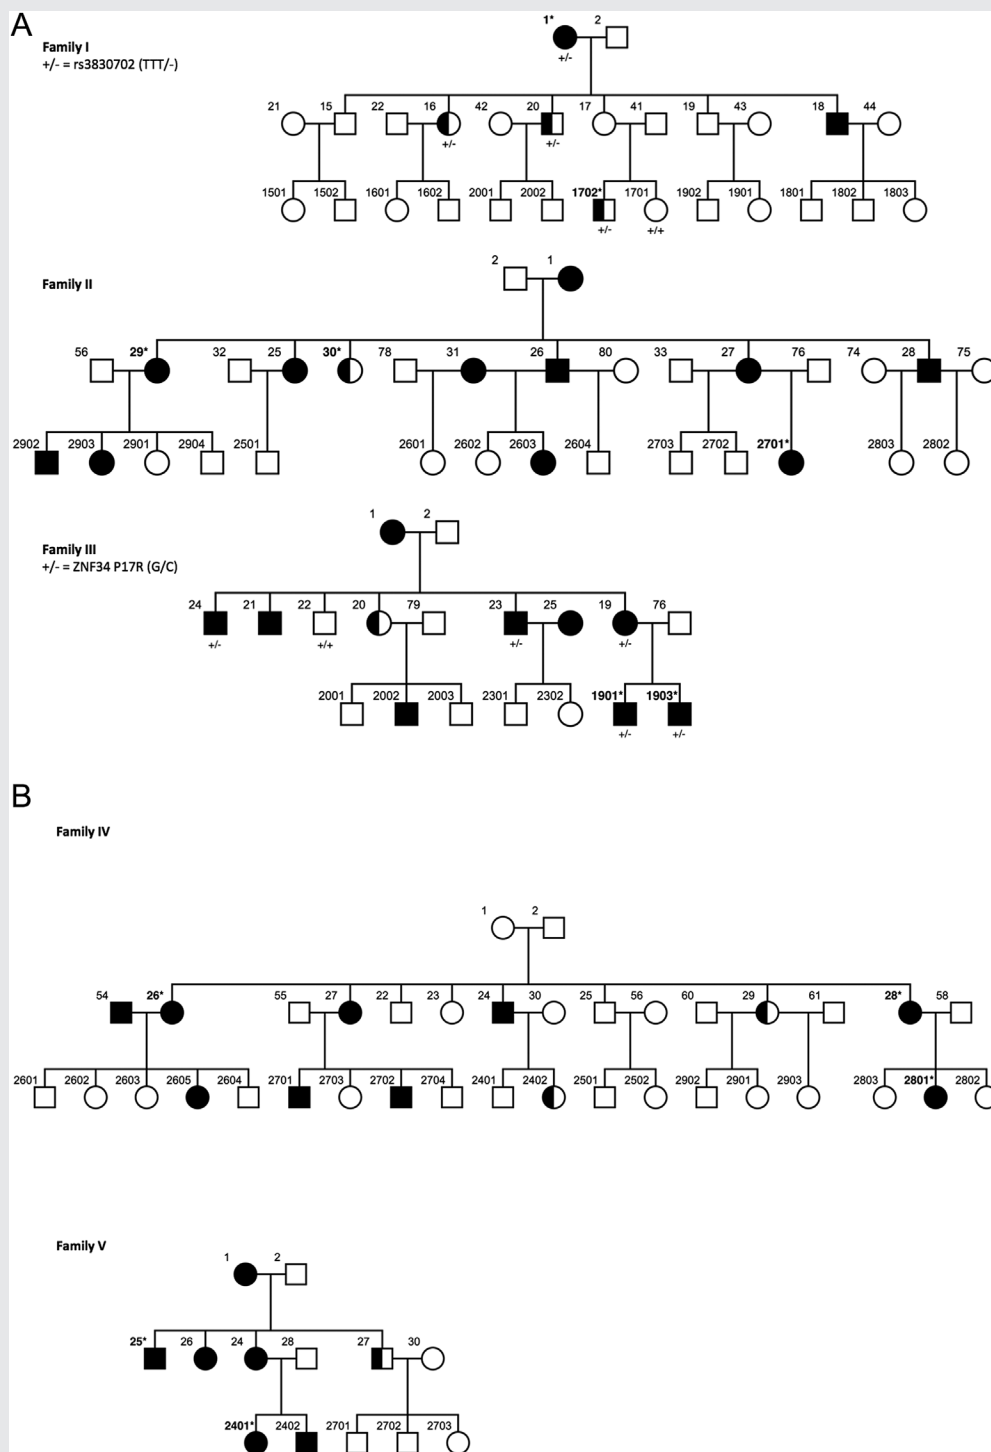 A
Family I
+/- = rs3830702 (TTT/-)
1* 2
+/-
21 15 22 16 42 20 17 41 19 43 18 44
+/- +/-
1501 1502 1601 1602 2001 2002 1702* 1701 1902 1901 1801 1802 1803
+/- +/+
Family II
2 1
56 29* 32 25 30* 78 31 26 80 33 27 76 74 28 75
2902 2903 2901 2904 2501 2601 2602 2603 2604 2703 2702 2701* 2803 2802
Family III
+/- = ZNF34 P17R (G/C)
1 2
24 21 22 20 79 23 25 19 76
+/- +/+ +/- +/-
2001 2002 2003 2301 2302 1901* 1903*
+/- +/-
B
Family IV
1 2
54 26* 55 27 22 23 24 30 25 56 60 29 61 28* 58
2601 2602 2603 2605 2604 2701 2703 2702 2704 2401 2402 2501 2502 2902 2901 2903 2803 2801* 2802
Family V
1 2
25* 26 24 28 27 30
2401* 2402 2701 2702 2703